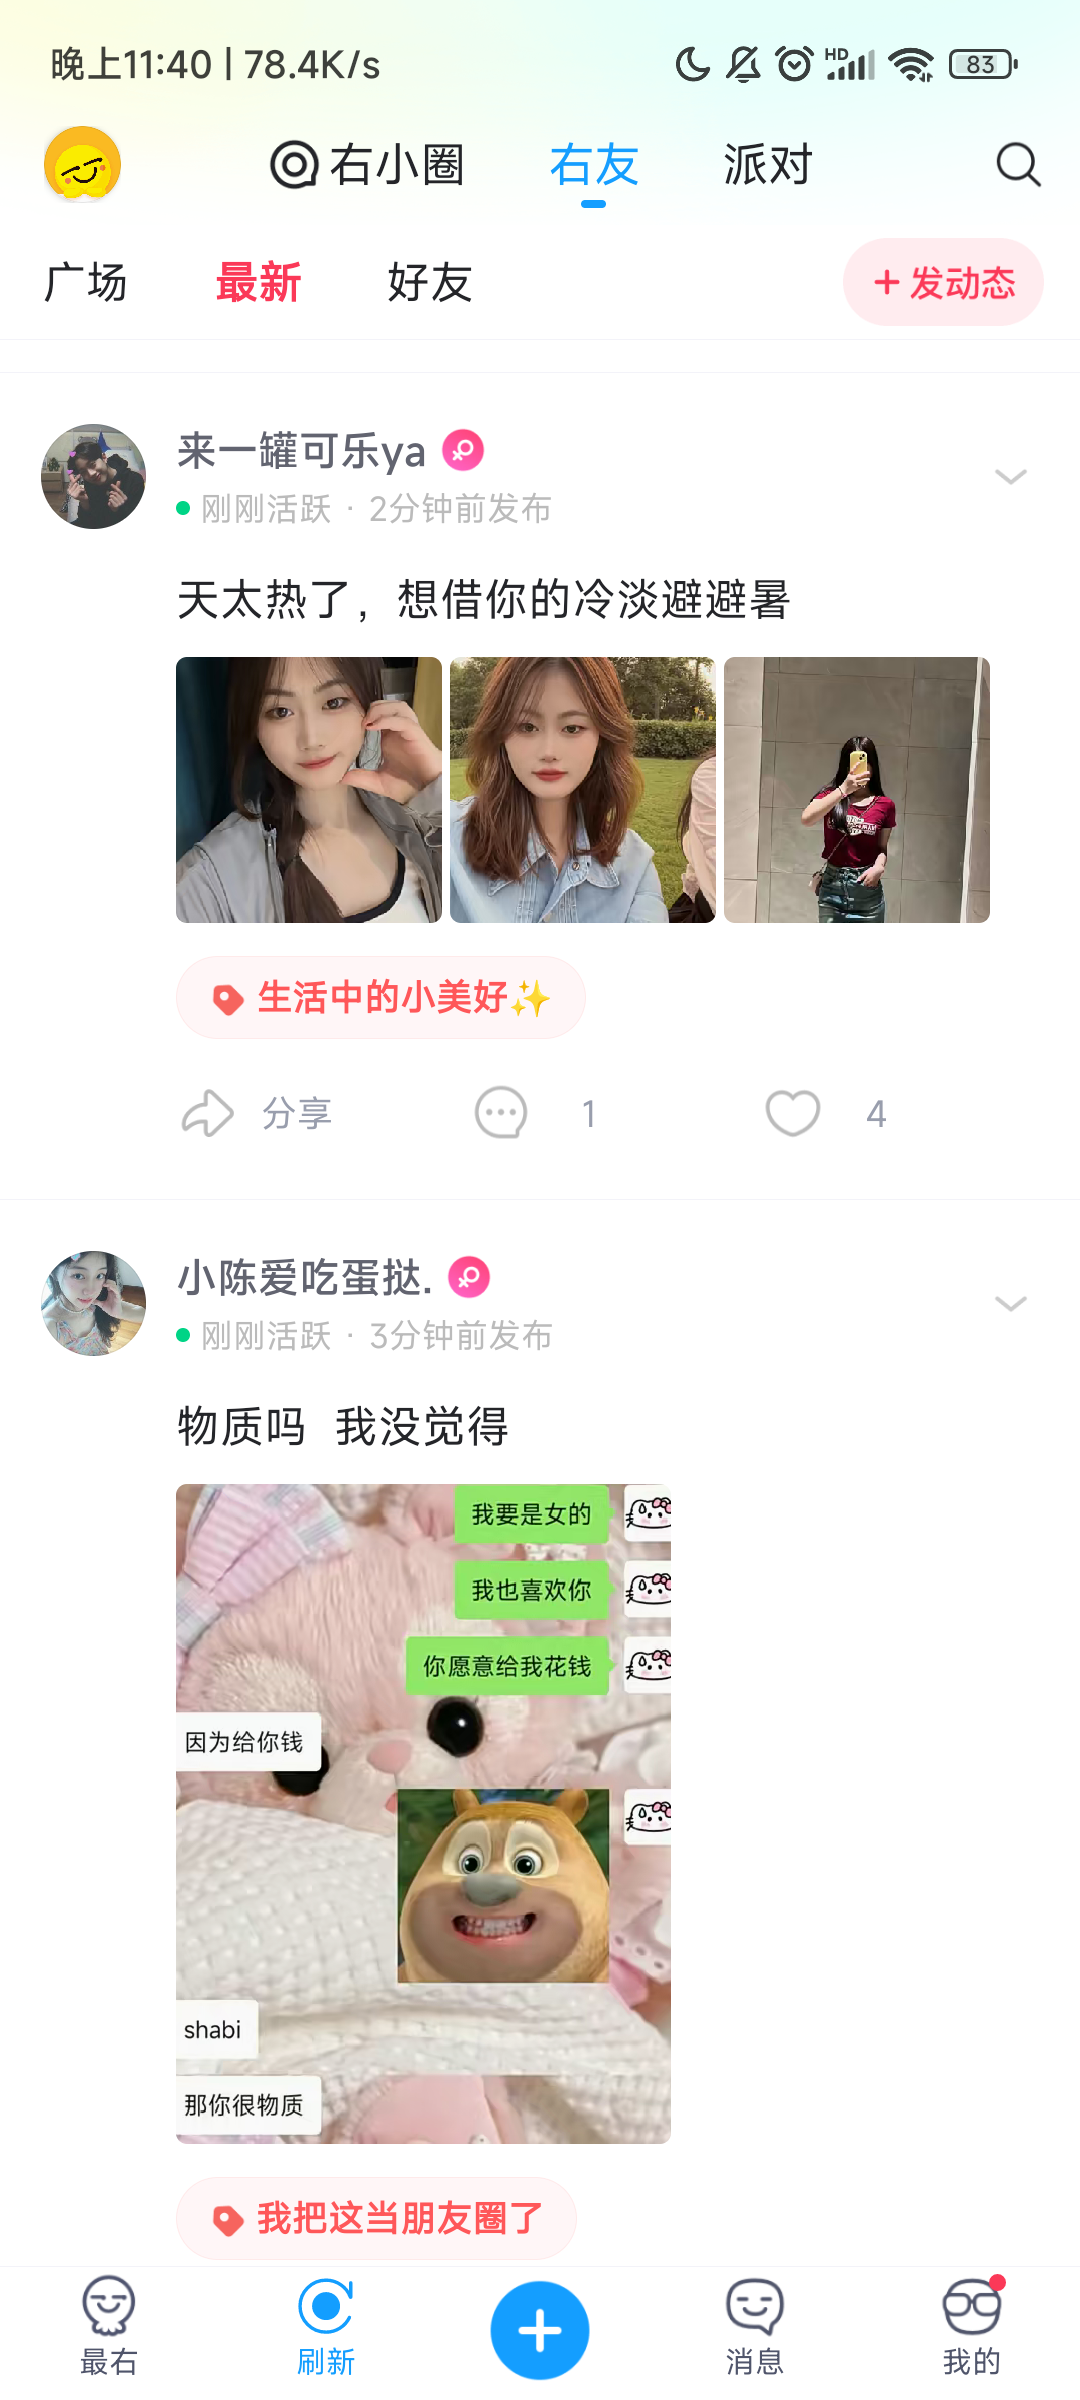 晚上11:40 | 78.4K/s
HD
83
右小圈
右友
派对
广场
最新
好友
+ 发动态
来一罐可乐ya
刚刚活跃 · 2分钟前发布
天太热了，想借你的冷淡避避暑
生活中的小美好✨
分享
1
4
小陈爱吃蛋挞.
刚刚活跃 · 3分钟前发布
物质吗 我没觉得
我要是女的
我也喜欢你
你愿意给我花钱
因为给你钱
shabi
那你很物质
我把这当朋友圈了
最右
刷新
消息
我的